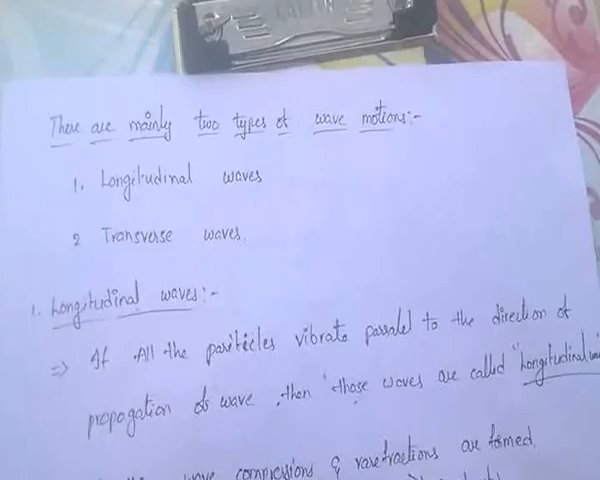 There are mainly two types of wave motions:-
1. Longitudinal waves
2 Transverse waves.
1. Longitudinal waves:-
=> If All the particles vibrate parallel to the direction of
propagation of wave, then those waves are called "Longitudinal
wave compressions & rarefractions are formed.